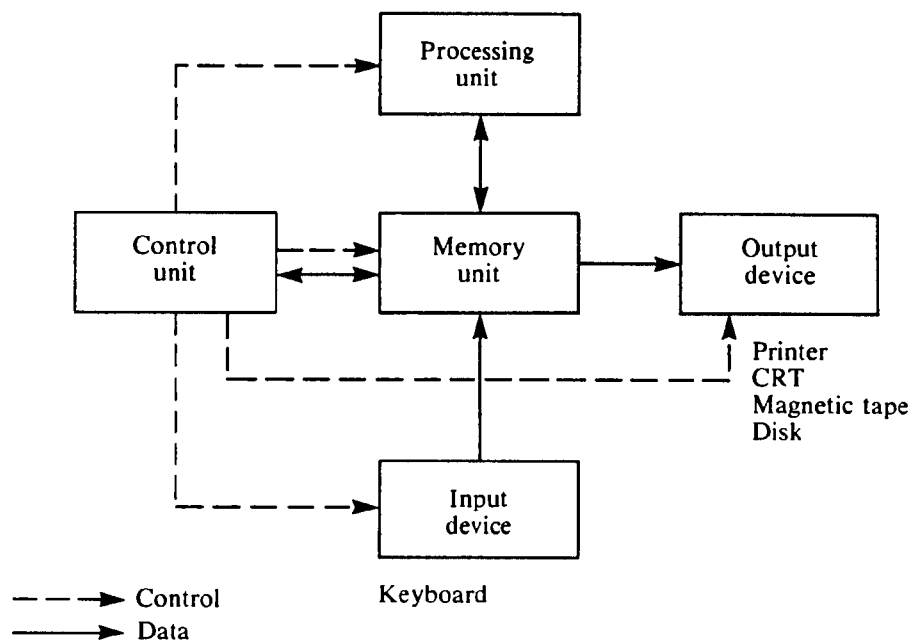 Processing
unit
Control
unit
Memory
unit
Output
device
Printer
CRT
Magnetic tape
Disk
Input
device
Keyboard
Control
Data